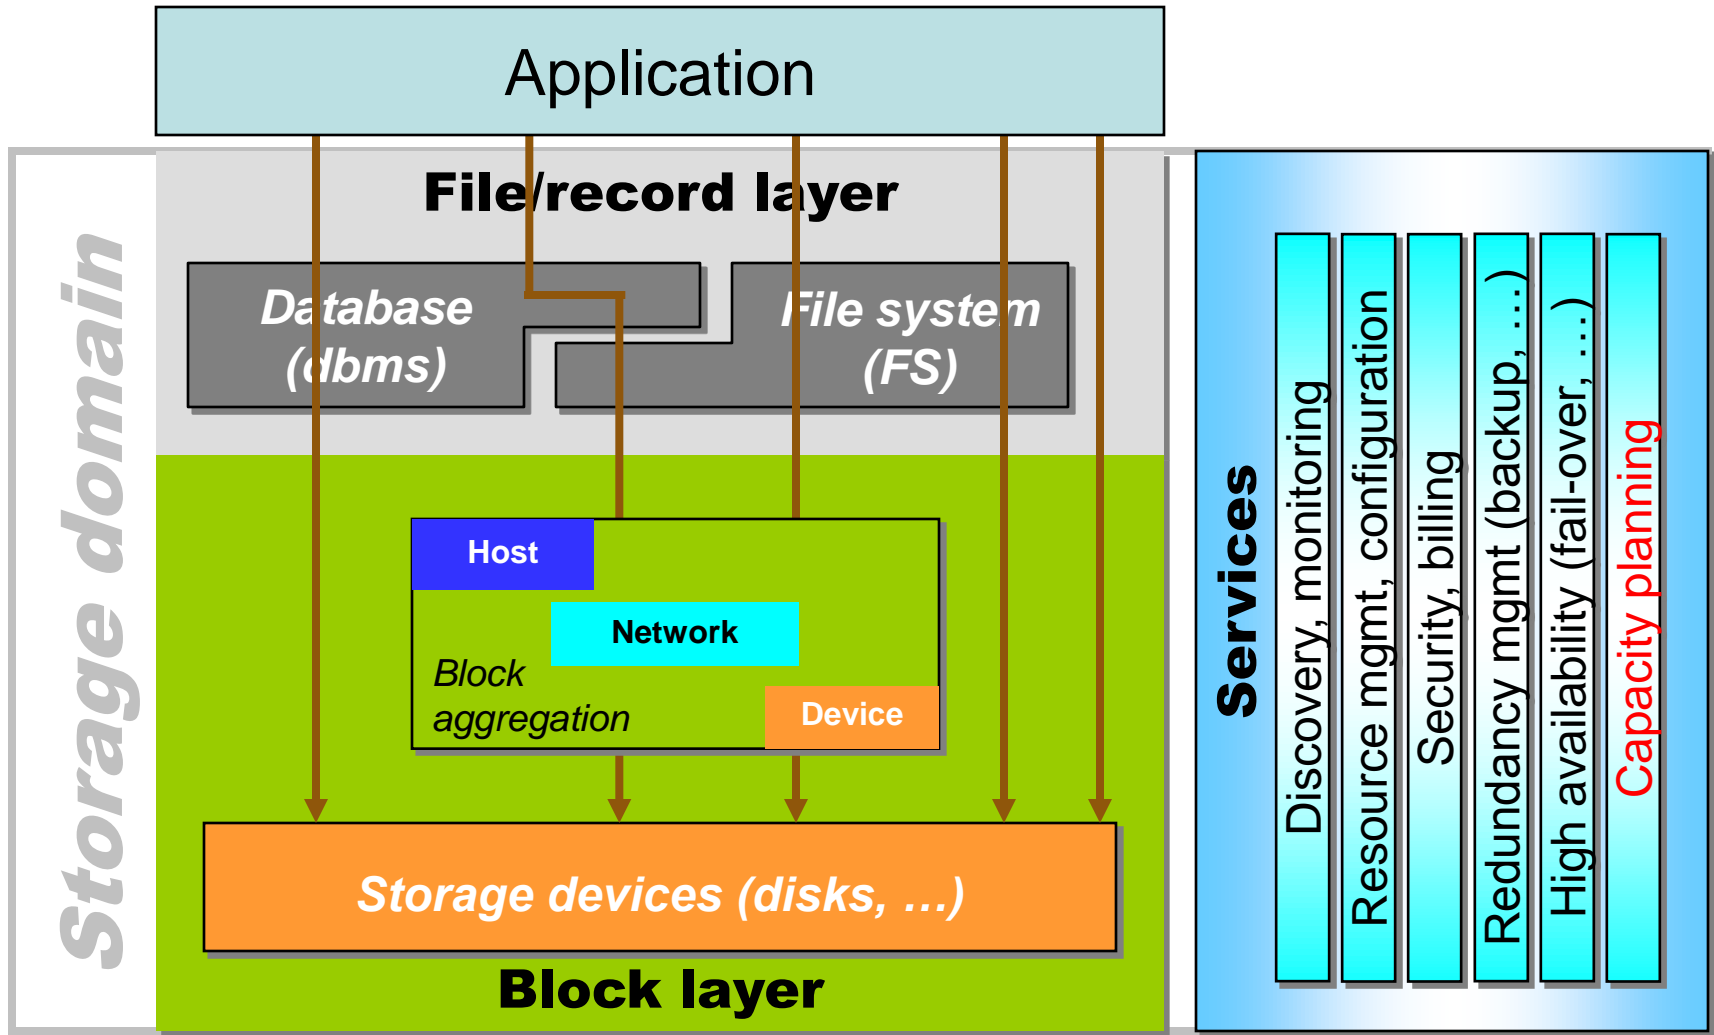 Application
Storage domain
File/record layer
Database
(dbms)
File system
(FS)
Host
Network
Block
aggregation
Device
Storage devices (disks, …)
Block layer
Services
Discovery, monitoring
Resource mgmt, configuration
Security, billing
Redundancy mgmt (backup, …)
High availability (fail-over, …)
Capacity planning